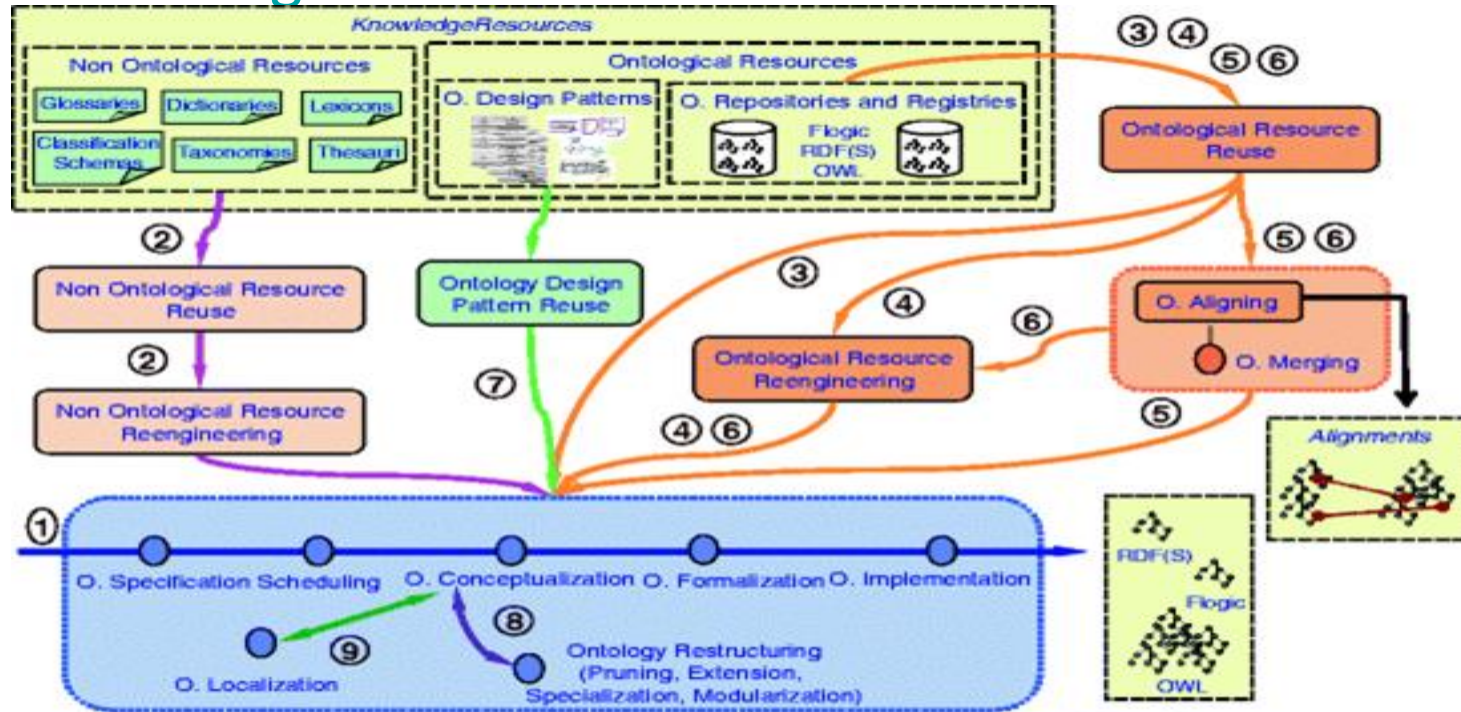 KnowledgeResources
Non Ontological Resources
Glossaries
Dictionaries
Lexicons
Classification
Schemas
Taxonomies
Thesauri
Ontological Resources
O. Design Patterns
O. Repositories and Registries
Flogic
RDF(S)
OWL
③ ④
⑤ ⑥
Ontological Resource
Reuse
②
Non Ontological Resource
Reuse
②
Non Ontological Resource
Reengineering
Ontology Design
Pattern Reuse
⑦
③
④
⑤ ⑥
O. Aligning
O. Merging
⑥
Ontological Resource
Reengineering
④ ⑥
⑤
Alignments
①
O. Specification
Scheduling
O. Conceptualization
O. Formalization
O. Implementation
⑨
⑧
O. Localization
Ontology Restructuring
(Pruning, Extension,
Specialization, Modularization)
RDF(S)
Flogic
OWL